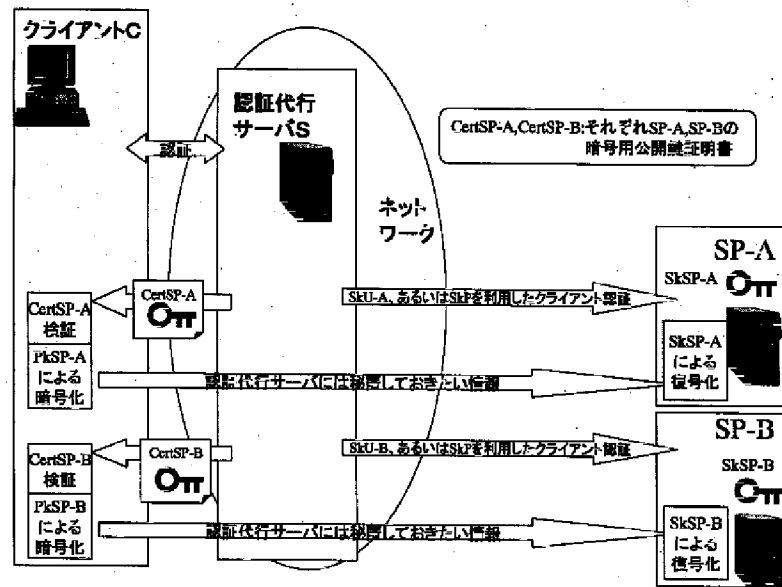 クライアントC
認証代行
サーバS
認証
CertSP-A,CertSP-B:それぞれSP-A,SP-Bの
暗号用公開鍵証明書
ネット
ワーク
SP-A
SkSP-A
CertSP-A
SkU-A、あるいはSkPを利用したクライアント認証
CertSP-A
検証
PkSP-A
による
暗号化
認証代行サーバには秘密しておきたい情報
SkSP-A
による
復号化
SP-B
SkSP-B
CertSP-B
SkU-B、あるいはSkPを利用したクライアント認証
CertSP-B
検証
PkSP-B
による
暗号化
認証代行サーバには秘密しておきたい情報
SkSP-B
による
復号化